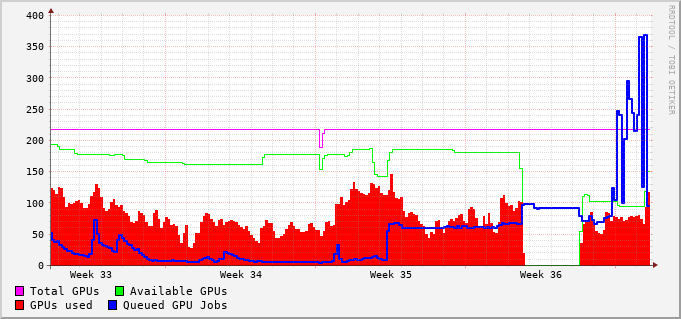 400
350
300
250
200
150
100
50
0
Week 33 Week 34 Week 35 Week 36
Total GPUs Available GPUs
GPUs used Queued GPU Jobs
RRDTOOL / TOBI OETIKER